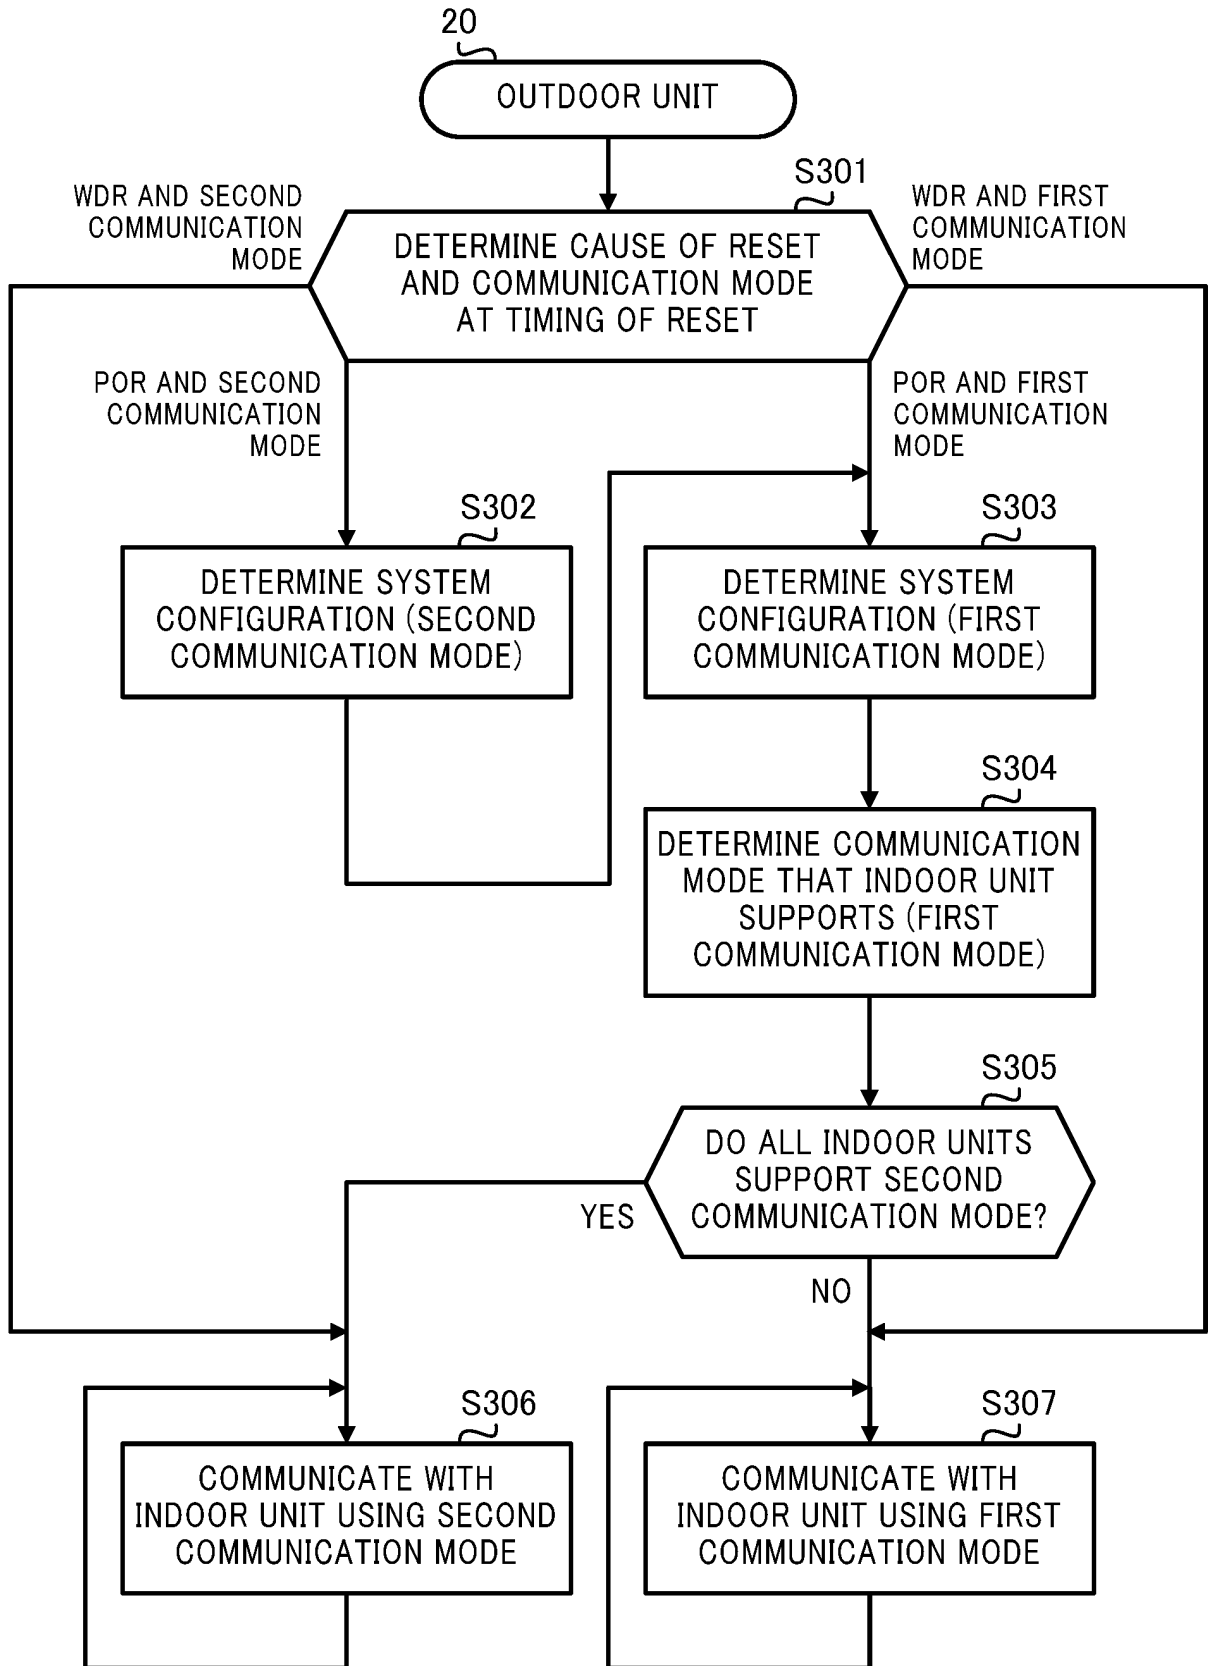 20
OUTDOOR UNIT
S301
WDR AND SECOND
COMMUNICATION
MODE
WDR AND FIRST
COMMUNICATION
MODE
DETERMINE CAUSE OF RESET
AND COMMUNICATION MODE
AT TIMING OF RESET
POR AND SECOND
COMMUNICATION
MODE
POR AND FIRST
COMMUNICATION
MODE
S302
DETERMINE SYSTEM
CONFIGURATION (SECOND
COMMUNICATION MODE)
S303
DETERMINE SYSTEM
CONFIGURATION (FIRST
COMMUNICATION MODE)
S304
DETERMINE COMMUNICATION
MODE THAT INDOOR UNIT
SUPPORTS (FIRST
COMMUNICATION MODE)
S305
DO ALL INDOOR UNITS
SUPPORT SECOND
COMMUNICATION MODE?
YES
NO
S306
COMMUNICATE WITH
INDOOR UNIT USING SECOND
COMMUNICATION MODE
S307
COMMUNICATE WITH
INDOOR UNIT USING FIRST
COMMUNICATION MODE